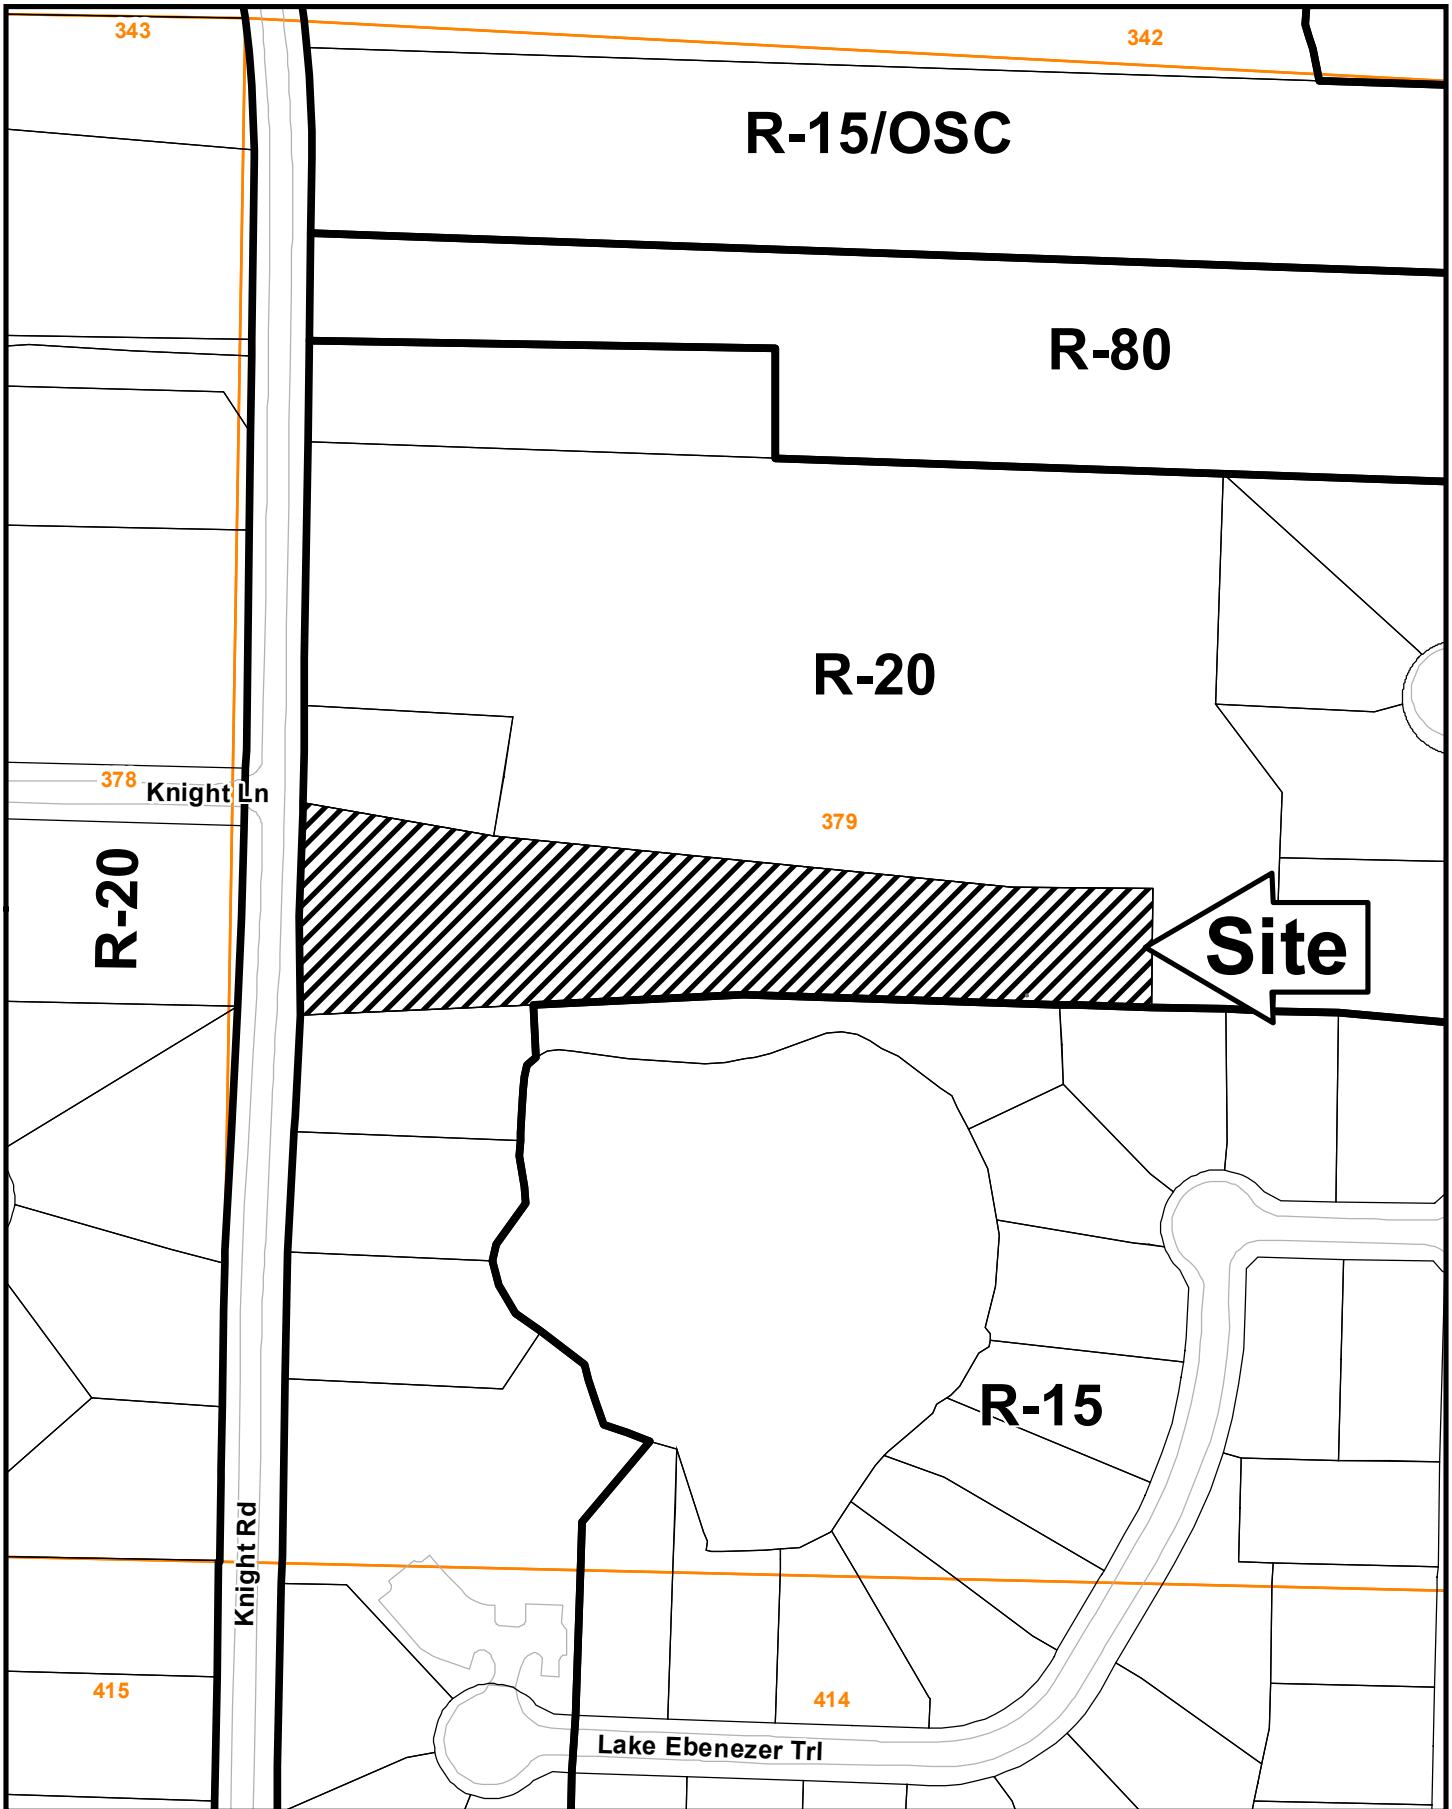 343
342
R-15/OSC
R-80
R-20
378
Knight Ln
379
R-20
Site
R-15
Knight Rd
415
414
Lake Ebenezer Trl